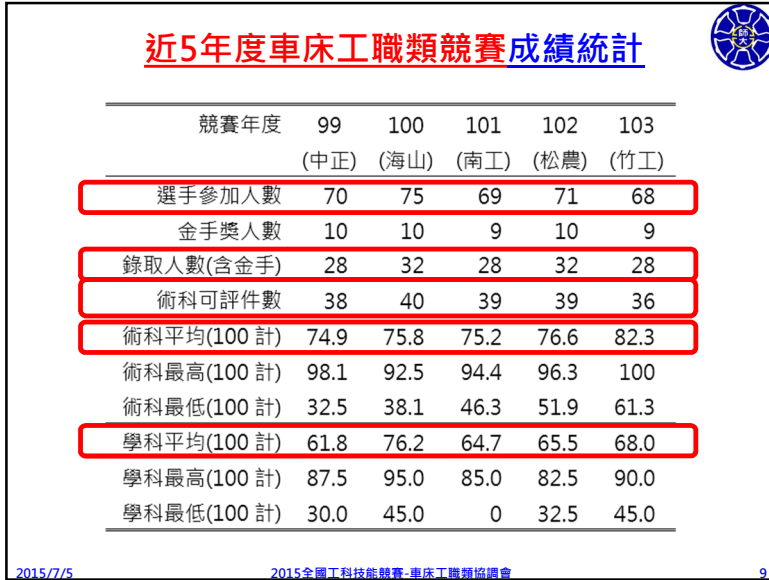 近5年度車床工職類競賽成績統計
師大
競賽年度 99 100 101 102 103
(中正) (海山) (南工) (松農) (竹工)
選手參加人數 70 75 69 71 68
金手獎人數 10 10 9 10 9
錄取人數(含金手) 28 32 28 32 28
術科可評件數 38 40 39 39 36
術科平均(100 計) 74.9 75.8 75.2 76.6 82.3
術科最高(100 計) 98.1 92.5 94.4 96.3 100
術科最低(100 計) 32.5 38.1 46.3 51.9 61.3
學科平均(100 計) 61.8 76.2 64.7 65.5 68.0
學科最高(100 計) 87.5 95.0 85.0 82.5 90.0
學科最低(100 計) 30.0 45.0 0 32.5 45.0
2015/7/5 2015全國工科技能競賽-車床工職類協調會 9